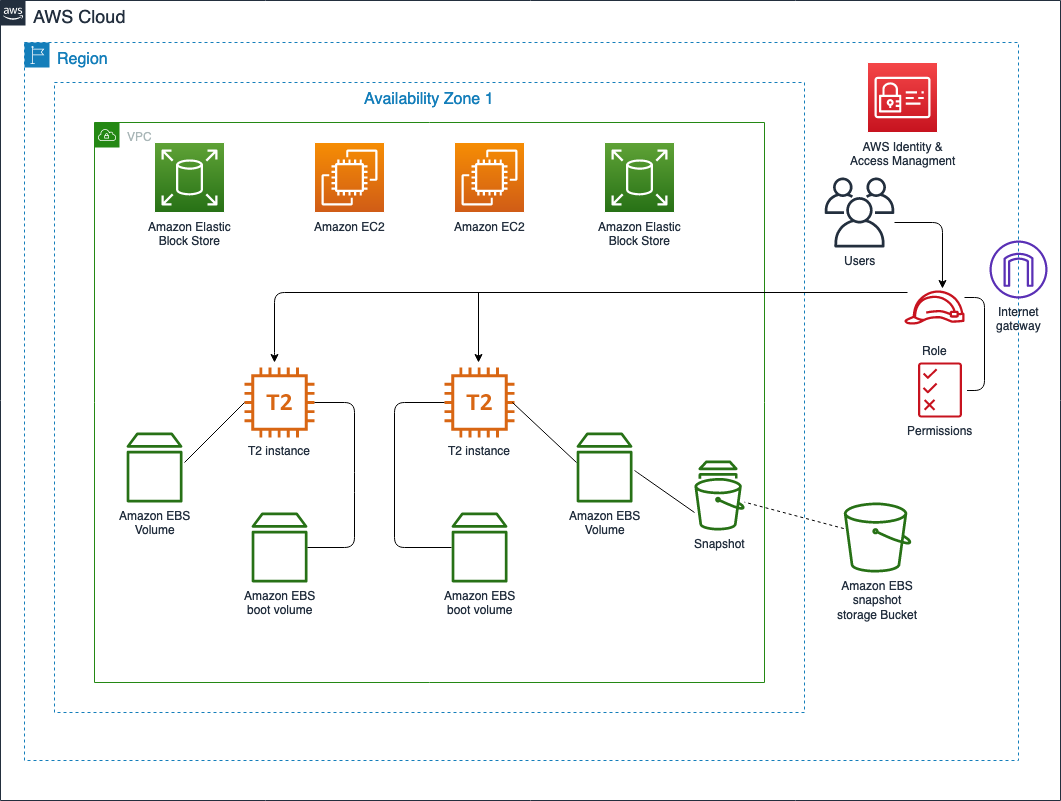 aws
AWS Cloud
Region
Availability Zone 1
VPC
Amazon Elastic
Block Store
Amazon EC2
Amazon EC2
Amazon Elastic
Block Store
AWS Identity &
Access Managment
Users
Internet
gateway
Role
Permissions
T2
T2 instance
T2
T2 instance
Amazon EBS
Volume
Amazon EBS
boot volume
Amazon EBS
boot volume
Amazon EBS
Volume
Snapshot
Amazon EBS
snapshot
storage Bucket